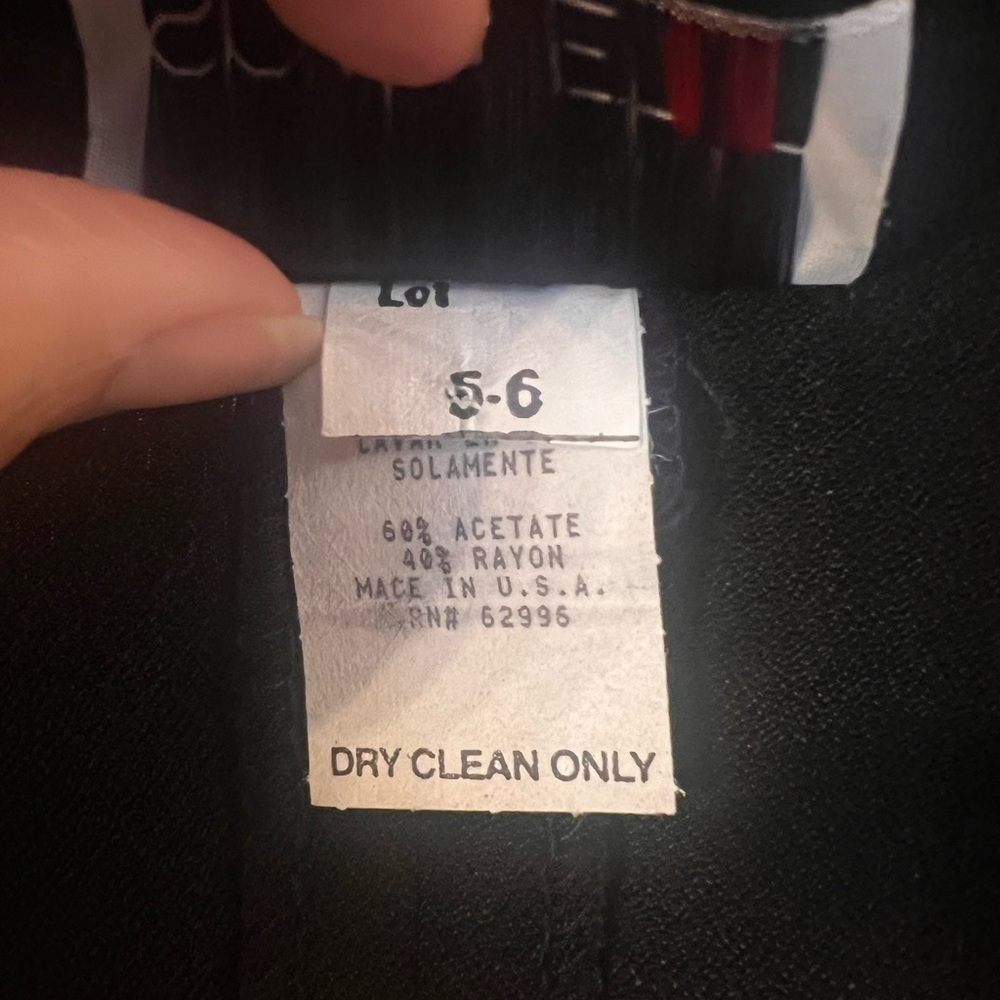 Lot
5-6
SOLAMENTE
60% ACETATE
40% RAYON
MACE IN U.S.A.
RN# 62996
DRY CLEAN ONLY